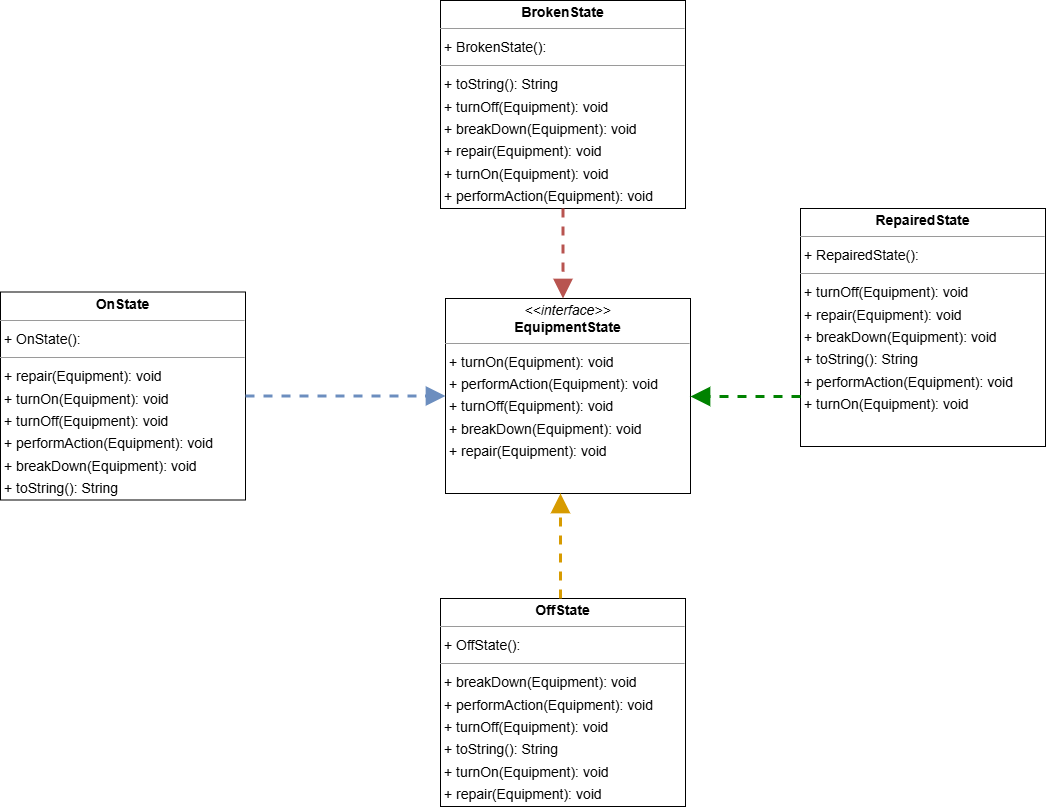 BrokenState
+ BrokenState():
+ toString(): String
+ turnOff(Equipment): void
+ breakDown(Equipment): void
+ repair(Equipment): void
+ turnOn(Equipment): void
+ performAction(Equipment): void
OnState
+ OnState():
+ repair(Equipment): void
+ turnOn(Equipment): void
+ turnOff(Equipment): void
+ performAction(Equipment): void
+ breakDown(Equipment): void
+ toString(): String
<<interface>>
EquipmentState
+ turnOn(Equipment): void
+ performAction(Equipment): void
+ turnOff(Equipment): void
+ breakDown(Equipment): void
+ repair(Equipment): void
RepairedState
+ RepairedState():
+ turnOff(Equipment): void
+ repair(Equipment): void
+ breakDown(Equipment): void
+ toString(): String
+ performAction(Equipment): void
+ turnOn(Equipment): void
OffState
+ OffState():
+ breakDown(Equipment): void
+ performAction(Equipment): void
+ turnOff(Equipment): void
+ toString(): String
+ turnOn(Equipment): void
+ repair(Equipment): void